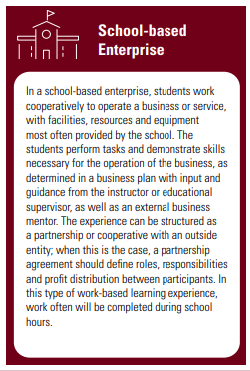 School-based
Enterprise
In a school-based enterprise, students work
cooperatively to operate a business or service,
with facilities, resources and equipment
most often provided by the school. The
students perform tasks and demonstrate skills
necessary for the operation of the business, as
determined in a business plan with input and
guidance from the instructor or educational
supervisor, as well as an external business
mentor. The experience can be structured as
a partnership or cooperative with an outside
entity; when this is the case, a partnership
agreement should define roles, responsibilities
and profit distribution between participants. In
this type of work-based learning experience,
work often will be completed during school
hours.